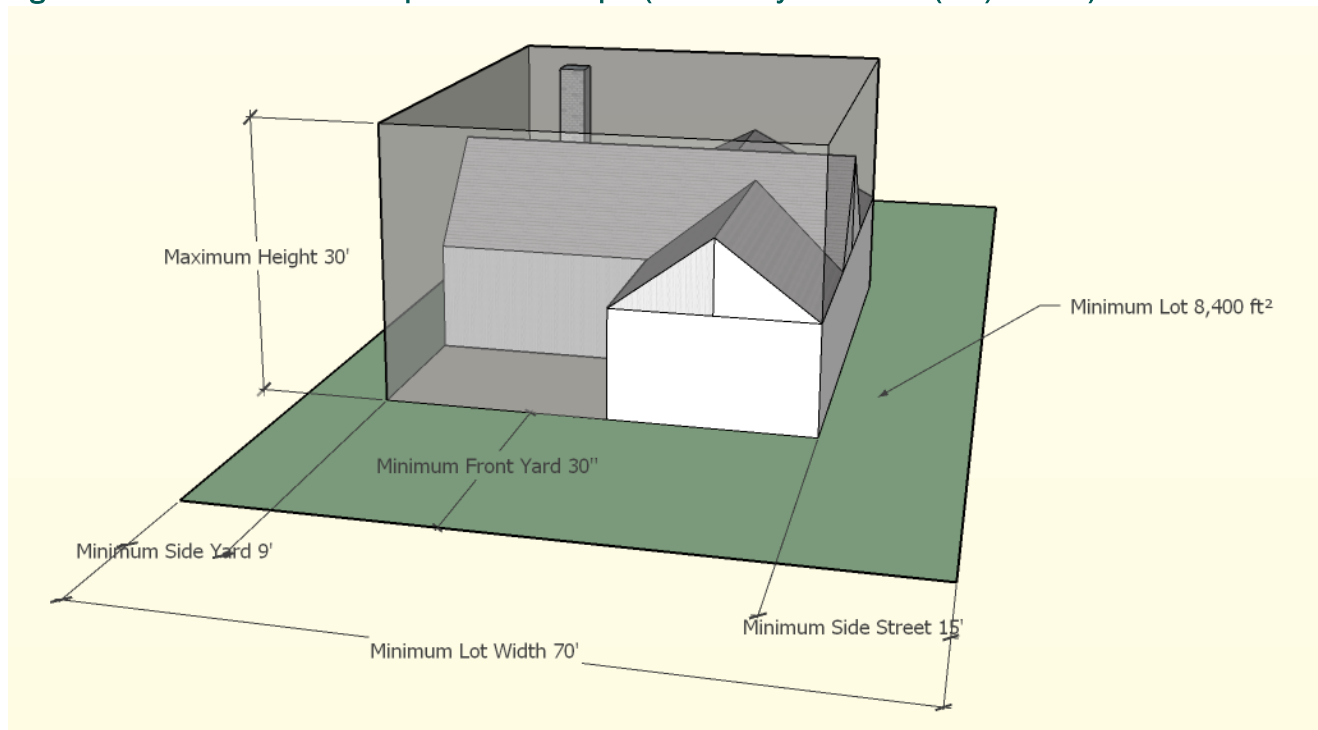 Maximum Height 30'
Minimum Lot 8,400 ft²
Minimum Front Yard 30"
Minimum Side Yard 9'
Minimum Side Street 15'
Minimum Lot Width 70'